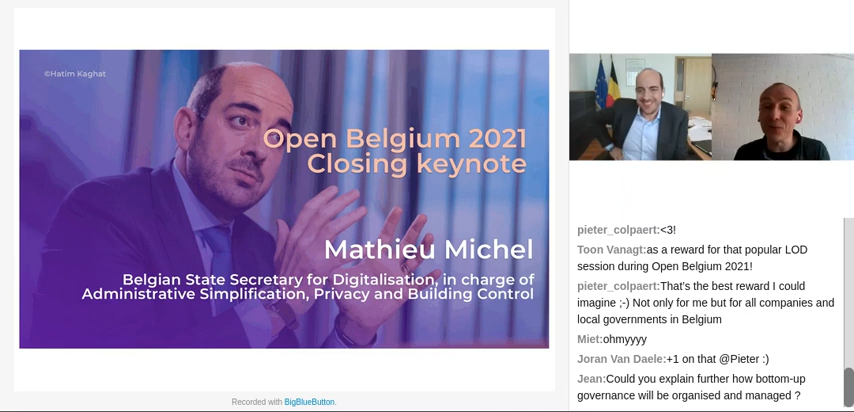 ©Hatim Kaghat
Open Belgium 2021
Closing keynote
Mathieu Michel
Belgian State Secretary for Digitalisation, in charge of
Administrative Simplification, Privacy and Building Control
Recorded with BigBlueButton.
pieter_colpaert:<3!
Toon Vanagt:as a reward for that popular LOD
session during Open Belgium 2021!
pieter_colpaert:That's the best reward I could
imagine ;-) Not only for me but for all companies and
local governments in Belgium
Miet:ohmyyyy
Joran Van Daele:+1 on that @Pieter :)
Jean:Could you explain further how bottom-up
governance will be organised and managed ?